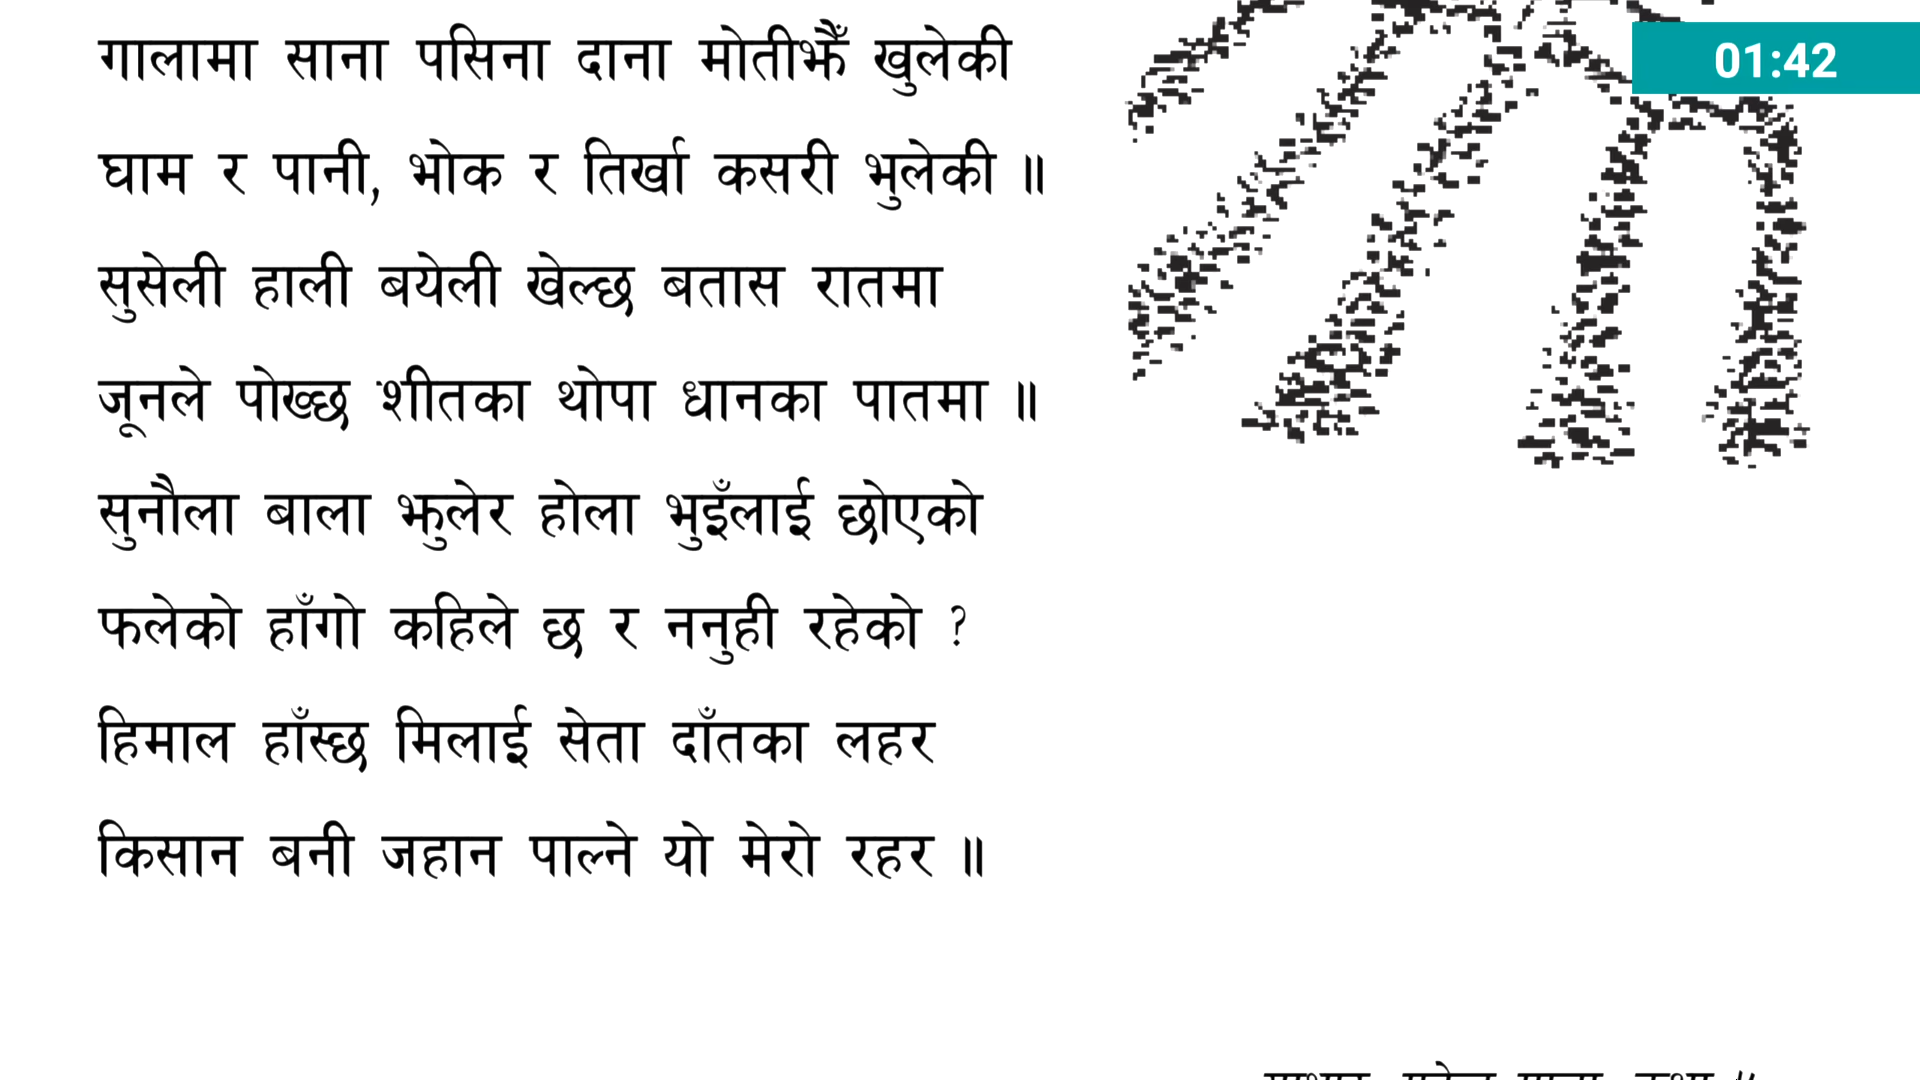 गालामा साना पसिना दाना मोतीझैँ खुलेकी
01:42
घाम र पानी, भोक र तिर्खा कसरी भुलेकी ॥
सुसेली हाली बयेली खेल्छ बतास रातमा
जूनले पोख्छ शीतका थोपा धानका पातमा ॥
सुनौला बाला झुलेर होला भुइँलाई छोएको
फलेको हाँगो कहिले छ र ननुही रहेको ?
हिमाल हाँस्छ मिलाई सेता दाँतका लहर
किसान बनी जहान पाल्ने यो मेरो रहर ॥